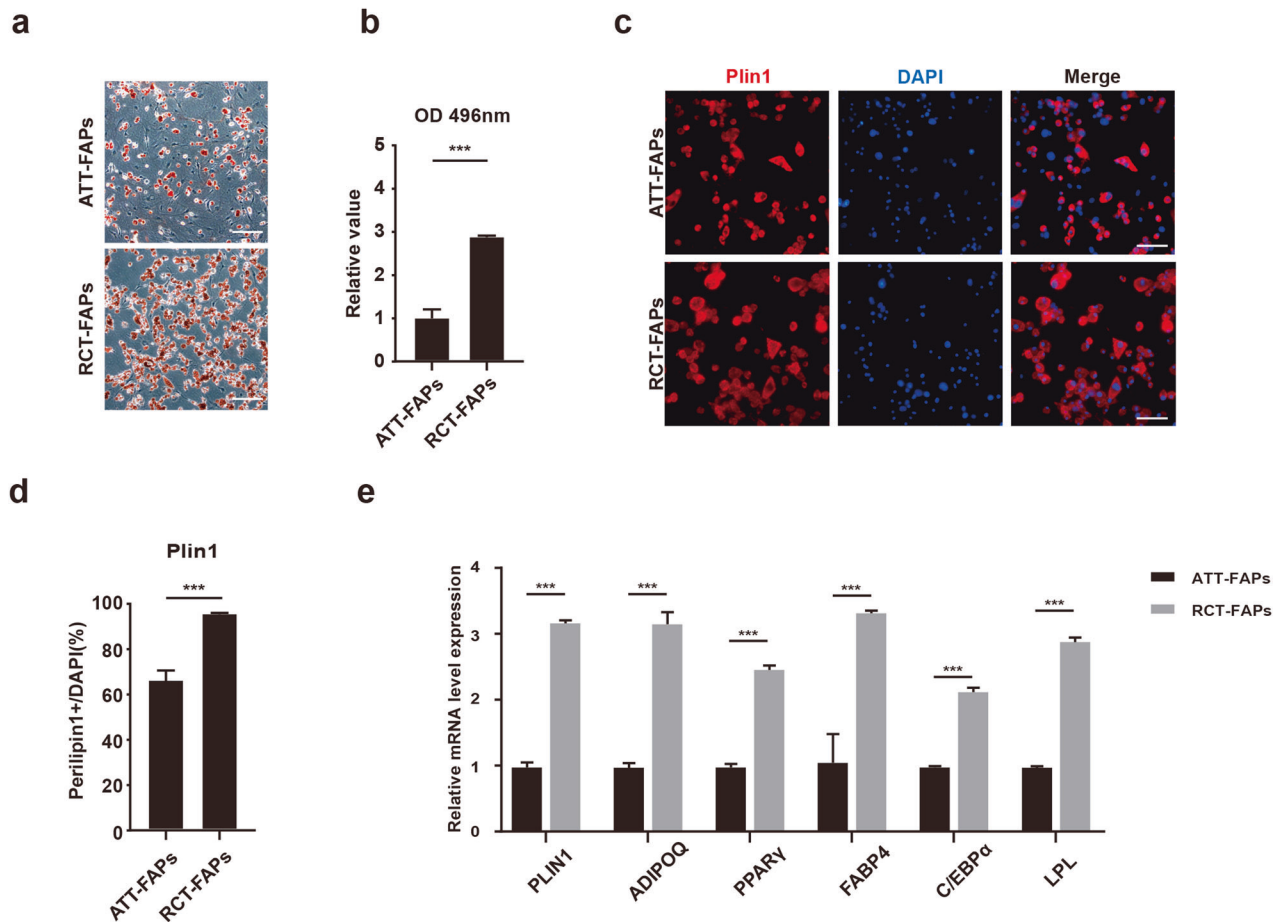 a
ATT-FAPs
RCT-FAPs
b
OD 496nm
***
Relative value
5
4
3
2
1
0
ATT-FAPs
RCT-FAPs
c
Plin1
DAPI
Merge
ATT-FAPs
RCT-FAPs
d
Plin1
***
Perilipin1+/DAPI(%)
100
80
60
40
20
0
ATT-FAPs
RCT-FAPs
e
Relative mRNA level expression
4
3
2
1
0
***
***
***
***
***
***
PLIN1
ADIPOQ
PPARγ
FABP4
C/EBPα
LPL
ATT-FAPs
RCT-FAPs